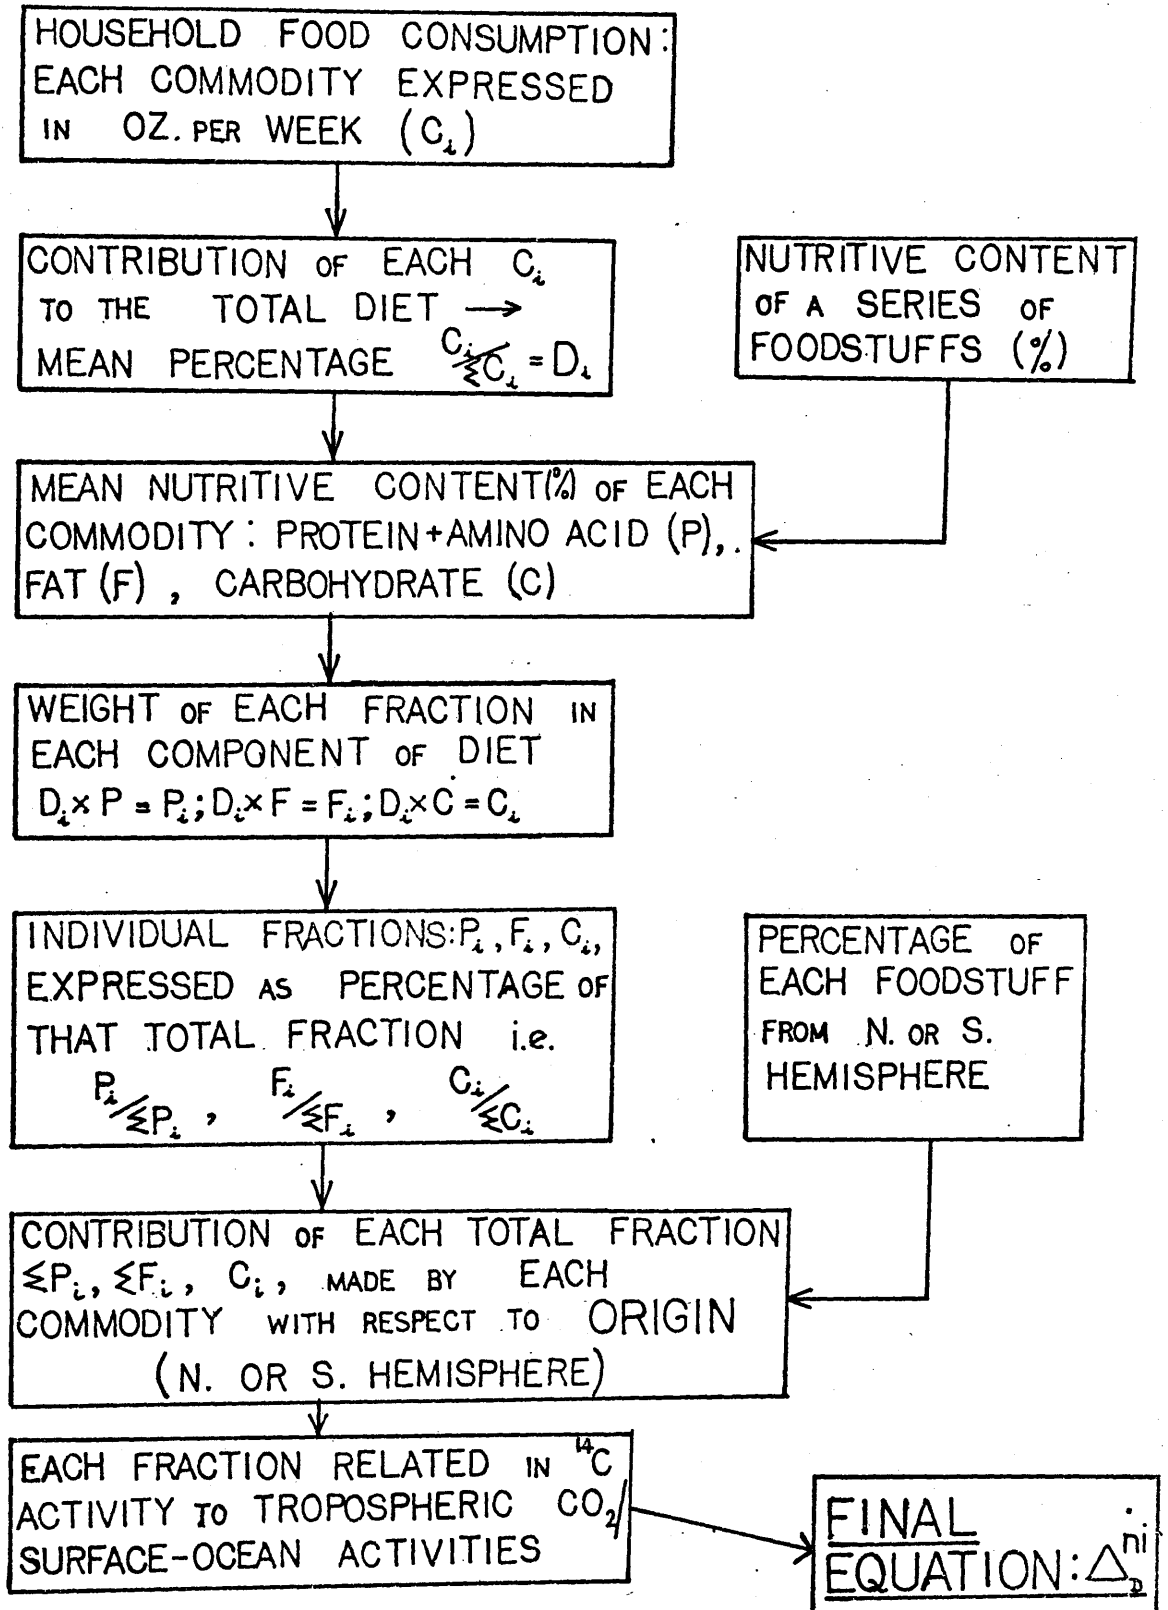 HOUSEHOLD FOOD CONSUMPTION:
EACH COMMODITY EXPRESSED
IN OZ. PER WEEK (Cᵢ)
CONTRIBUTION OF EACH Cᵢ
TO THE TOTAL DIET →
MEAN PERCENTAGE Cᵢ/ΣCᵢ = Dᵢ
NUTRITIVE CONTENT
OF A SERIES OF
FOODSTUFFS (%)
MEAN NUTRITIVE CONTENT(%) OF EACH
COMMODITY: PROTEIN+AMINO ACID (P),
FAT (F), CARBOHYDRATE (C)
WEIGHT OF EACH FRACTION IN
EACH COMPONENT OF DIET
Dᵢ× P = Pᵢ; Dᵢ× F = Fᵢ; Dᵢ× C = Cᵢ
INDIVIDUAL FRACTIONS: Pᵢ, Fᵢ, Cᵢ,
EXPRESSED AS PERCENTAGE OF
THAT TOTAL FRACTION i.e.
Pᵢ/ΣPᵢ, Fᵢ/ΣFᵢ, Cᵢ/ΣCᵢ
PERCENTAGE OF
EACH FOODSTUFF
FROM N. OR S.
HEMISPHERE
CONTRIBUTION OF EACH TOTAL FRACTION
ΣPᵢ, ΣFᵢ, Cᵢ, MADE BY EACH
COMMODITY WITH RESPECT TO ORIGIN
(N. OR S. HEMISPHERE)
EACH FRACTION RELATED IN ¹⁴C
ACTIVITY TO TROPOSPHERIC CO₂/
SURFACE-OCEAN ACTIVITIES
FINAL
EQUATION: Δ_D^ni